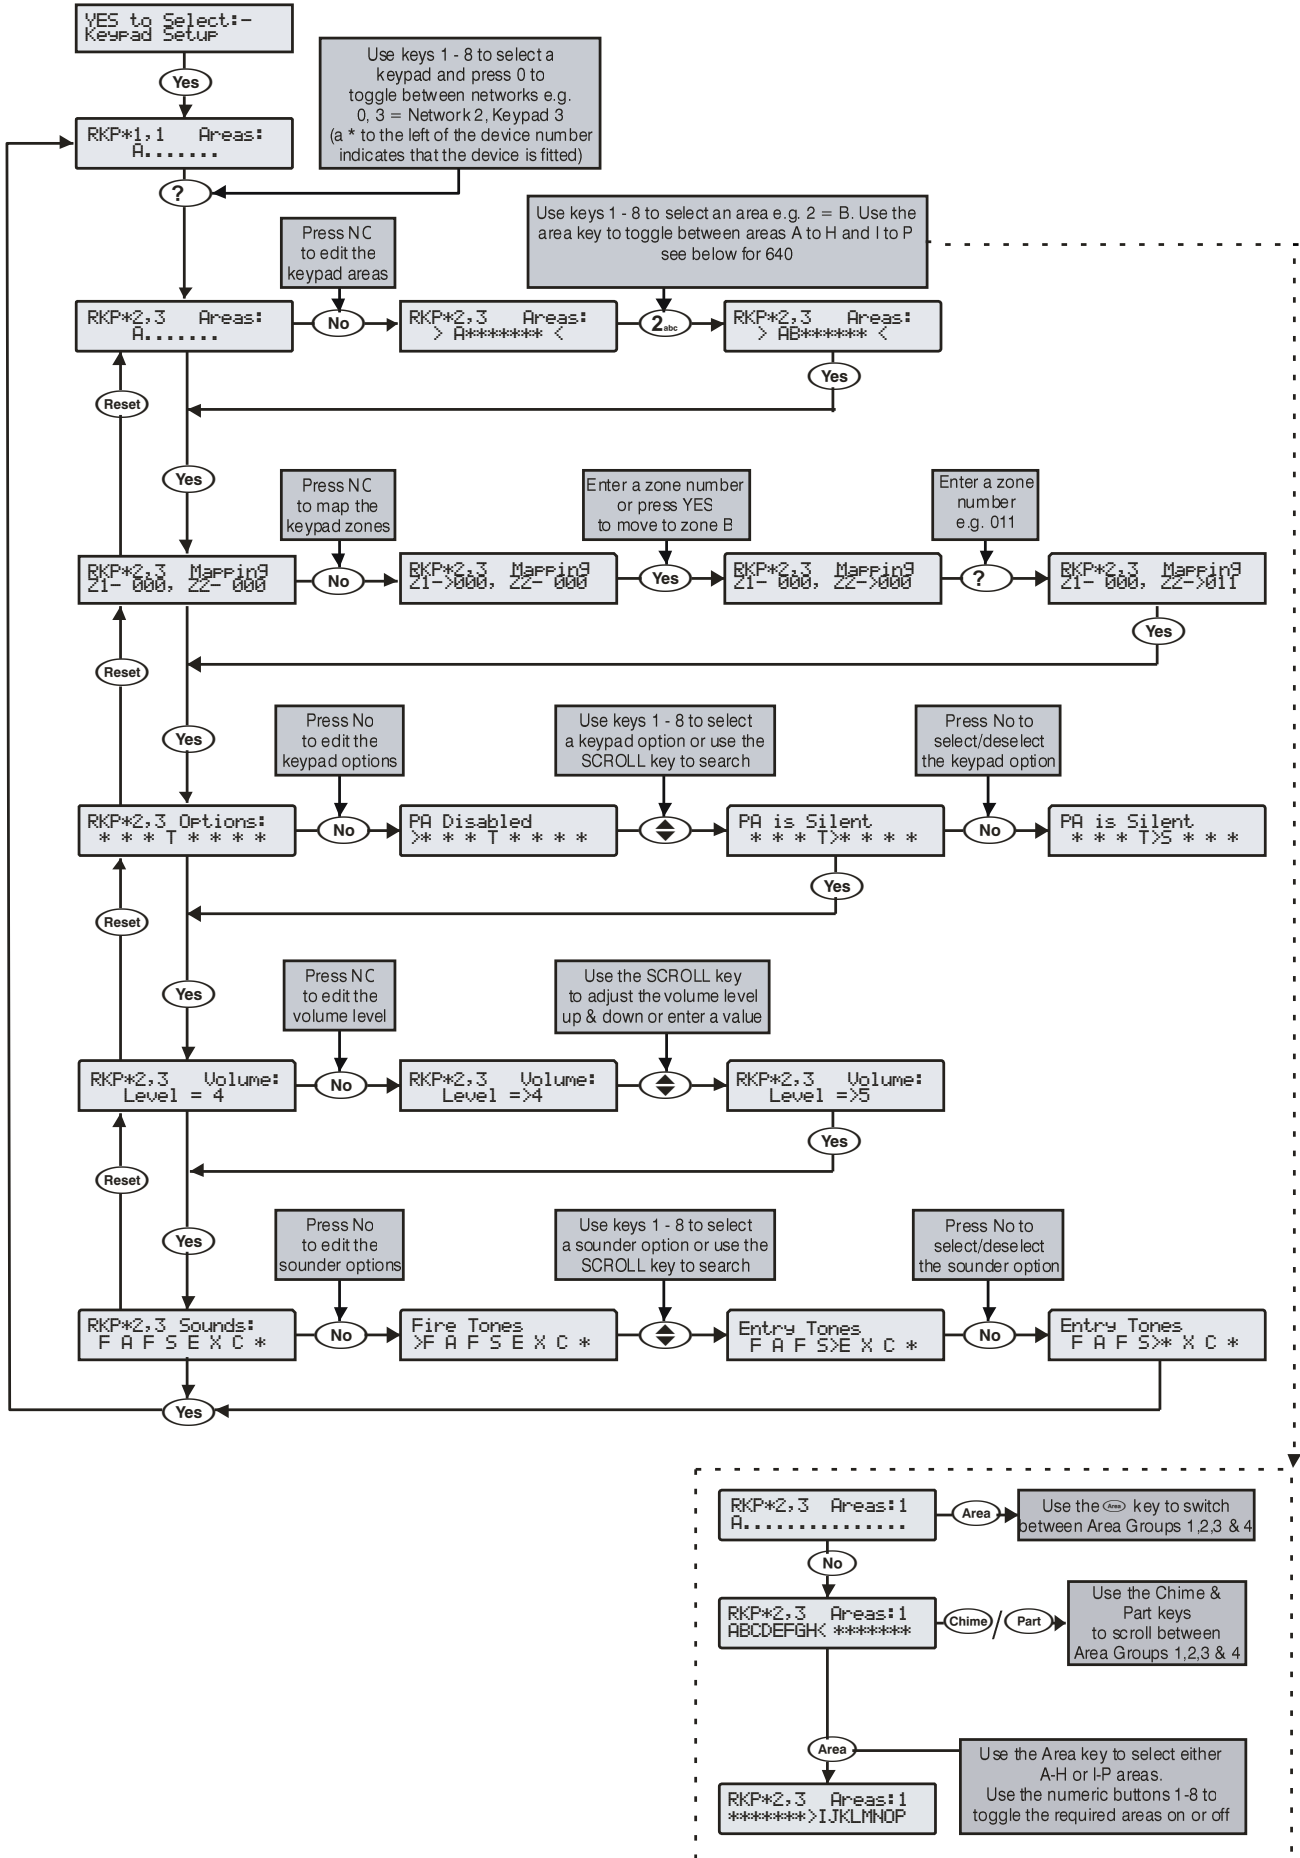 YES to Select:-
Keypad Setup
Yes
Use keys 1 - 8 to select a
keypad and press 0 to
toggle between networks e.g.
0, 3 = Network 2, Keypad 3
(a * to the left of the device number
indicates that the device is fitted)
RKP*1,1 Areas:
A.......
?
Use keys 1 - 8 to select an area e.g. 2 = B. Use the
area key to toggle between areas A to H and I to P
see below for 640
Press NC
to edit the
keypad areas
RKP*2,3 Areas:
A.......
No
RKP*2,3 Areas:
> A******* <
2abc
RKP*2,3 Areas:
> AB****** <
Yes
Reset
Yes
Press NC
to map the
keypad zones
Enter a zone number
or press YES
to move to zone B
Enter a zone
number
e.g. 011
RKP*2,3 Mapping
Z1- 000, Z2- 000
No
RKP*2,3 Mapping
Z1->000, Z2- 000
Yes
RKP*2,3 Mapping
Z1- 000, Z2->000
?
RKP*2,3 Mapping
Z1- 000, Z2->011
Yes
Reset
Yes
Press No
to edit the
keypad options
Use keys 1 - 8 to select
a keypad option or use the
SCROLL key to search
Press No to
select/deselect
the keypad option
RKP*2,3 Options:
* * * T * * * *
No
PA Disabled
>* * * T * * * *
PA is Silent
* * * T>* * * *
No
PA is Silent
* * * T>S * * *
Yes
Reset
Yes
Press NC
to edit the
volume level
Use the SCROLL key
to adjust the volume level
up & down or enter a value
RKP*2,3 Volume:
Level = 4
No
RKP*2,3 Volume:
Level =>4
RKP*2,3 Volume:
Level =>5
Yes
Reset
Yes
Press No
to edit the
sounder options
Use keys 1 - 8 to select
a sounder option or use the
SCROLL key to search
Press No to
select/deselect
the sounder option
RKP*2,3 Sounds:
F A F S E X C *
No
Fire Tones
>F A F S E X C *
Entry Tones
F A F S>E X C *
No
Entry Tones
F A F S>* X C *
Yes
RKP*2,3 Areas:1
A...............
Area
Use the Area key to switch
between Area Groups 1,2,3 & 4
No
RKP*2,3 Areas:1
ABCDEFGH< *******
Chime / Part
Use the Chime &
Part keys
to scroll between
Area Groups 1,2,3 & 4
Area
Use the Area key to select either
A-H or I-P areas.
Use the numeric buttons 1-8 to
toggle the required areas on or off
RKP*2,3 Areas:1
*******>IJKLMNOP